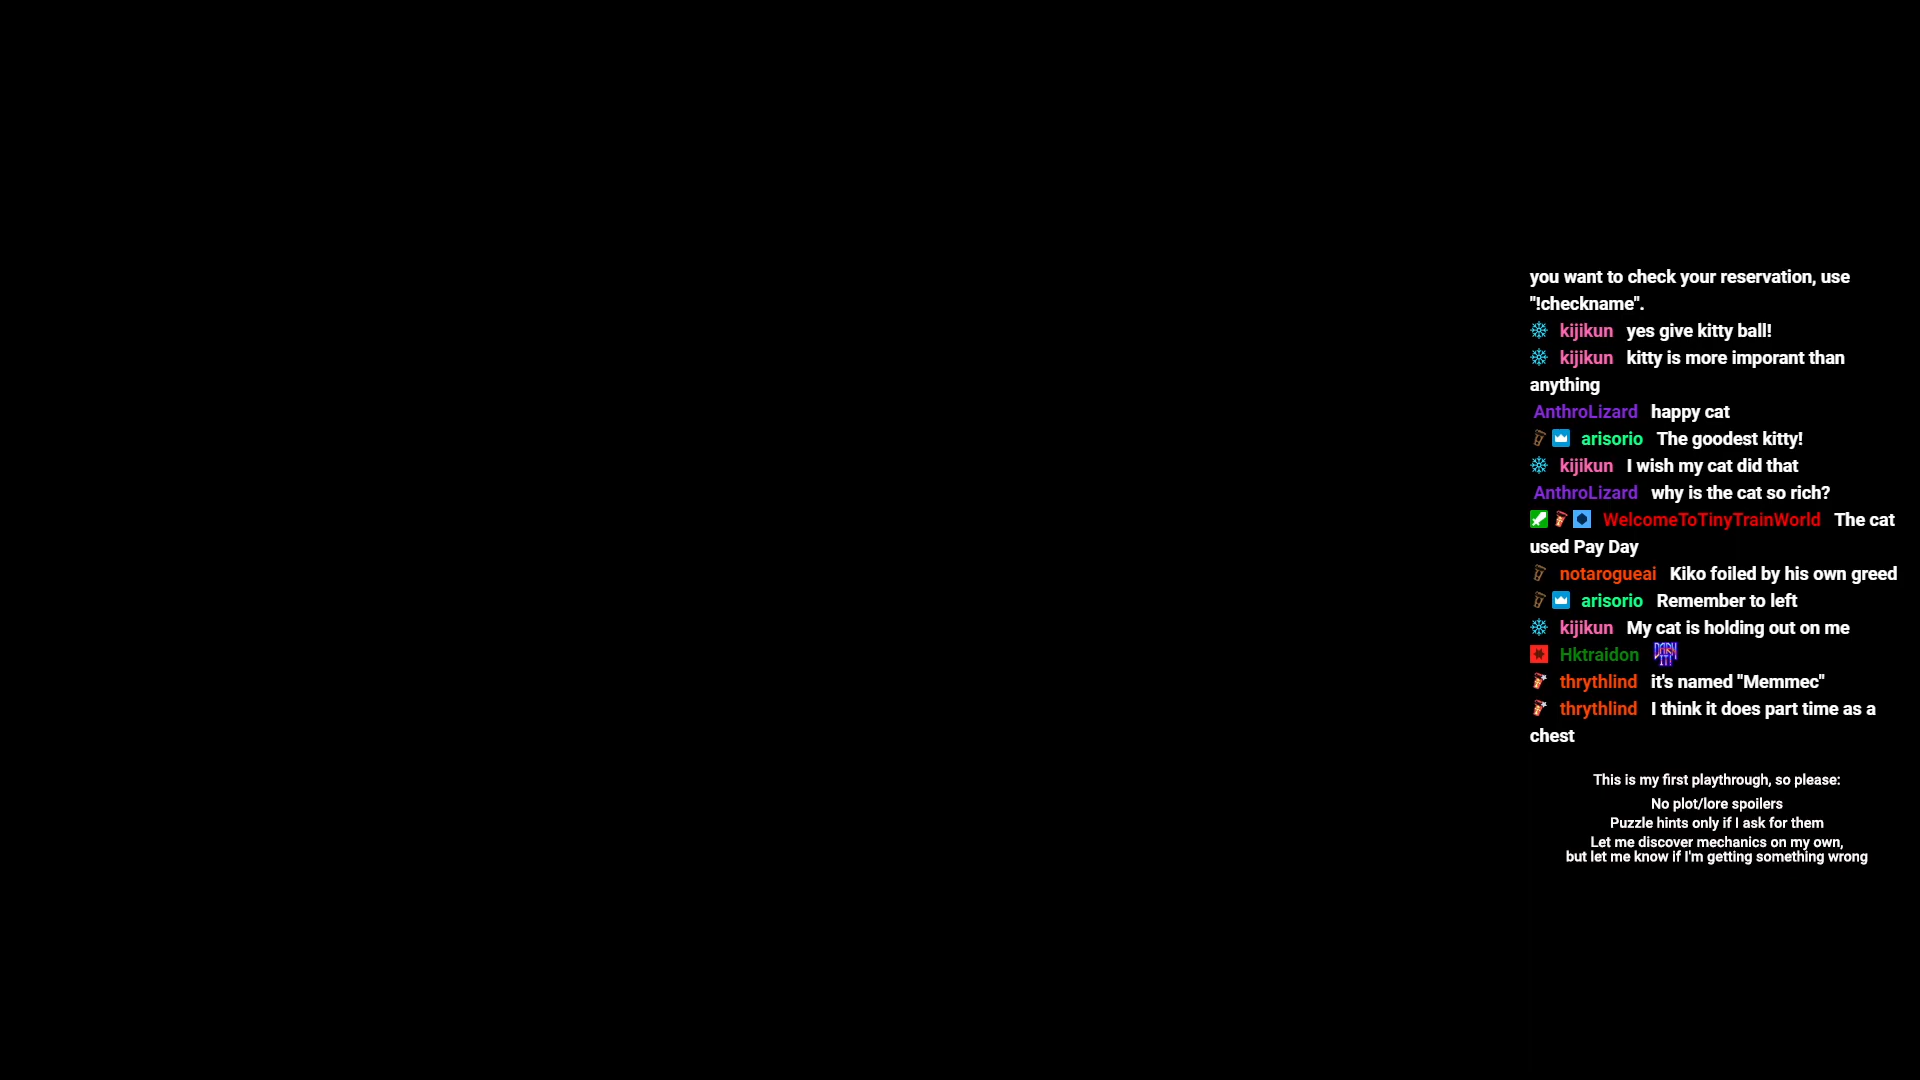 you want to check your reservation, use
"!checkname".
kijikun yes give kitty ball!
kijikun kitty is more imporant than
anything
AnthroLizard happy cat
arisorio The goodest kitty!
kijikun I wish my cat did that
AnthroLizard why is the cat so rich?
WelcomeToTinyTrainWorld The cat
used Pay Day
notarogueai Kiko foiled by his own greed
arisorio Remember to left
kijikun My cat is holding out on me
Hktraidon DARN
IT!
thrythlind it's named "Memmec"
thrythlind I think it does part time as a
chest
This is my first playthrough, so please:
No plot/lore spoilers
Puzzle hints only if I ask for them
Let me discover mechanics on my own,
but let me know if I'm getting something wrong